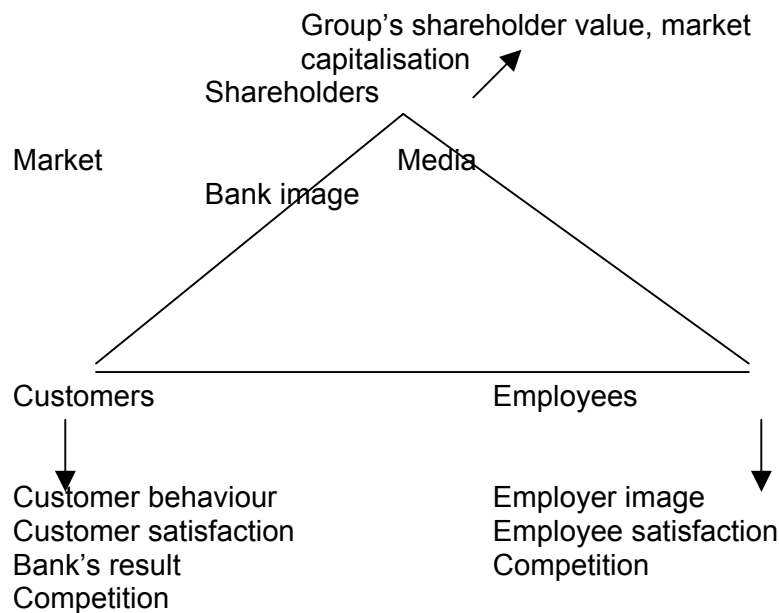 Group’s shareholder value, market
capitalisation
Shareholders
Market
Media
Bank image
Customers
Employees
Customer behaviour
Customer satisfaction
Bank’s result
Competition
Employer image
Employee satisfaction
Competition